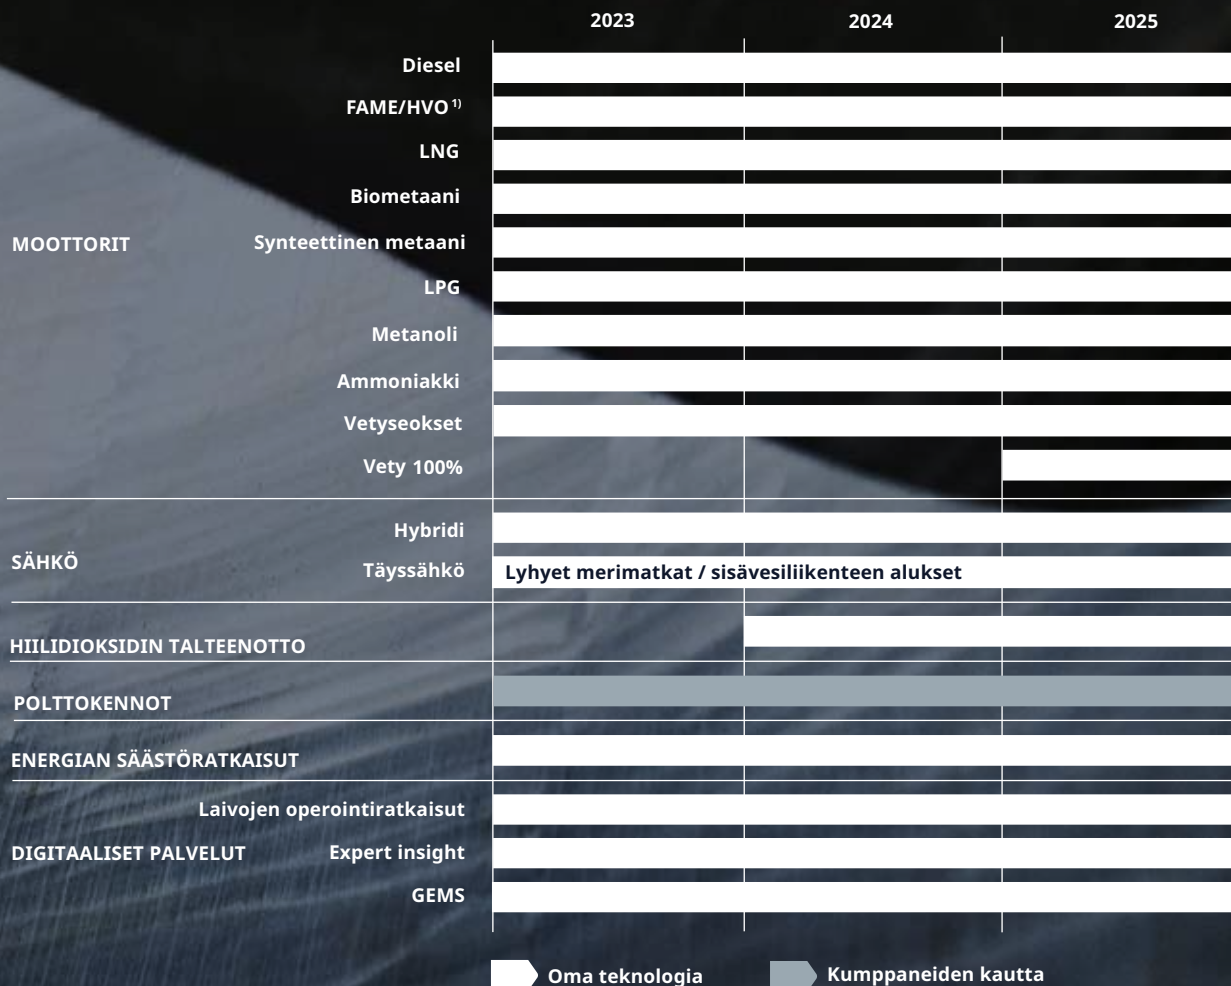 2023 2024 2025
Diesel
FAME/HVO 1)
LNG
Biometaani
MOOTTORIT Synteettinen metaani
LPG
Metanoli
Ammoniakki
Vetyseokset
Vety 100%
Hybridi
SÄHKÖ
Täyssähkö Lyhyet merimatkat / sisävesiliikenteen alukset
HIILIDIOKSIDIN TALTEENOTTO
POLTTOKENNOT
ENERGIAN SÄÄSTÖRATKAISUT
Laivojen operointiratkaisut
DIGITAALISET PALVELUT Expert insight
GEMS
Oma teknologia Kumppaneiden kautta